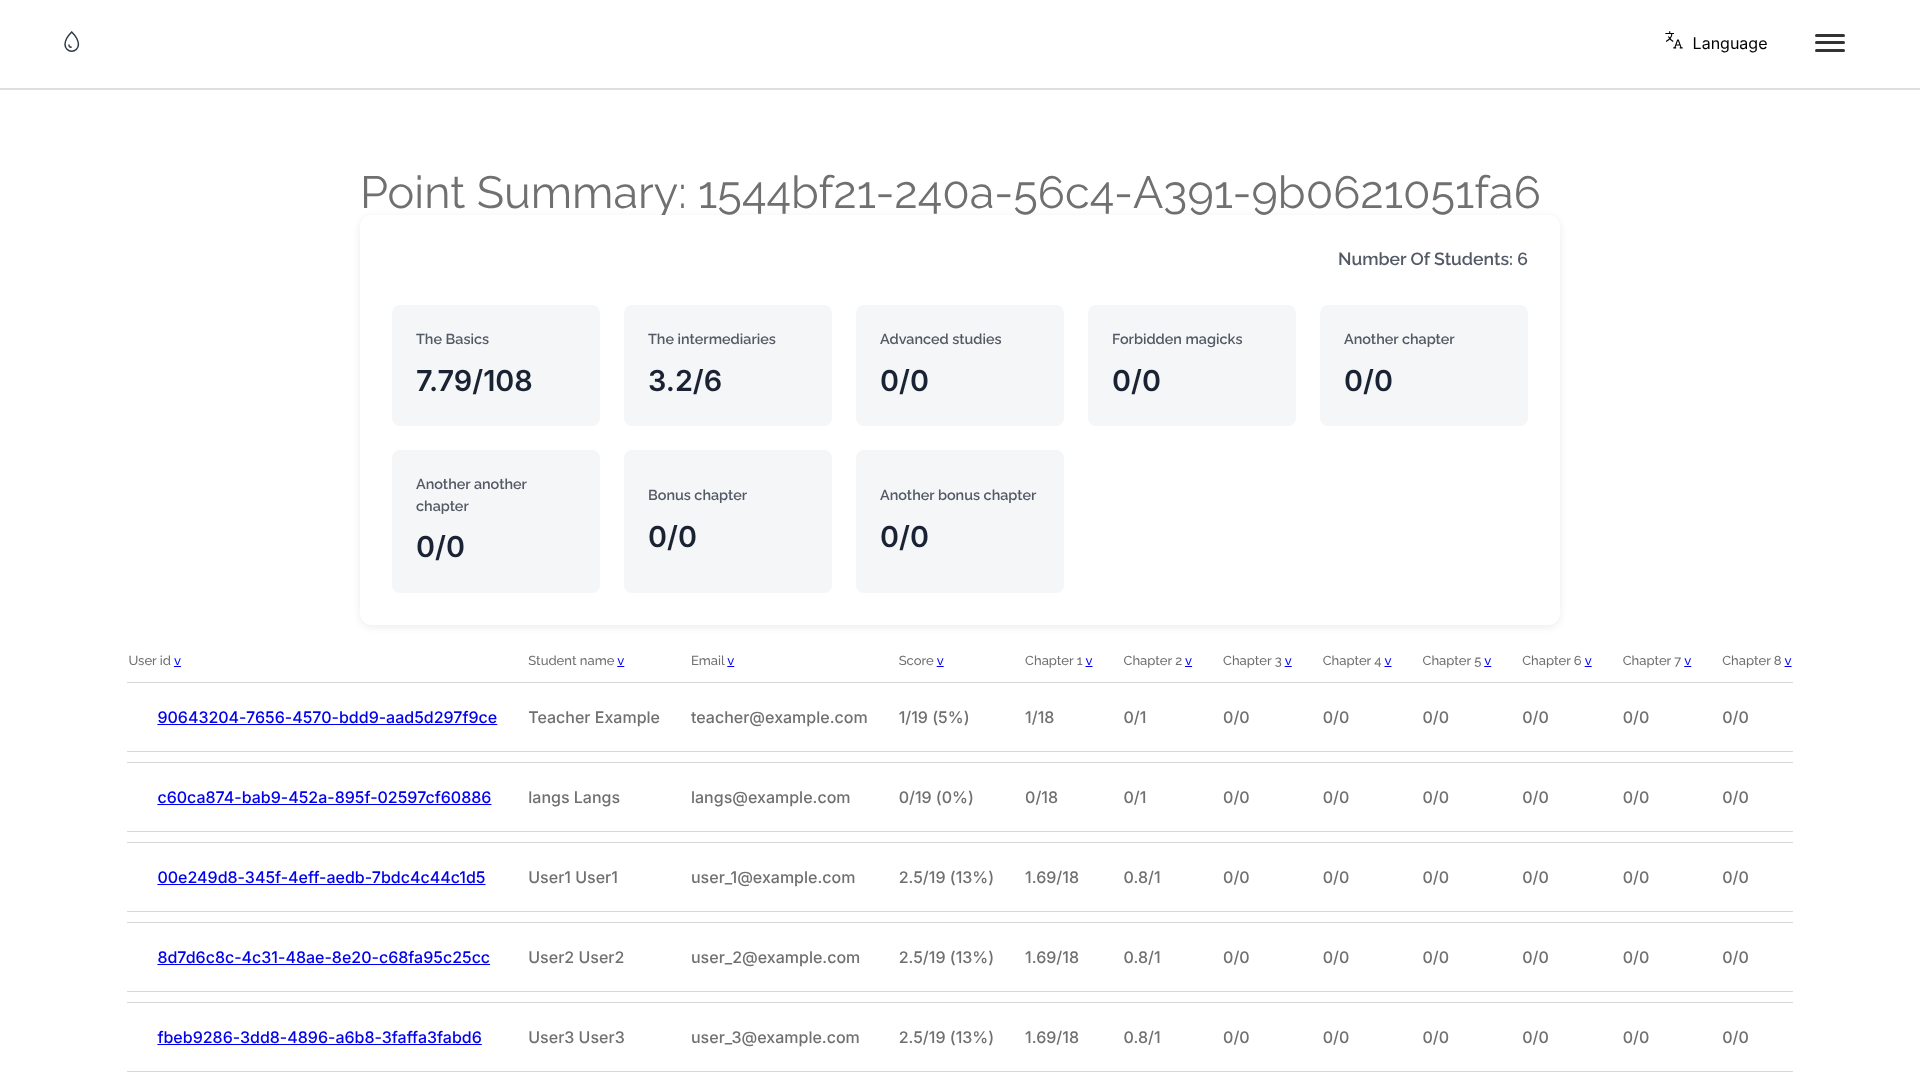 Language
Point Summary: 1544bf21-240a-56c4-A391-9b0621051fa6
Number Of Students: 6
The Basics
7.79/108
The intermediaries
3.2/6
Advanced studies
0/0
Forbidden magicks
0/0
Another chapter
0/0
Another another
chapter
0/0
Bonus chapter
0/0
Another bonus chapter
0/0
User id v Student name v Email v Score v Chapter 1 v Chapter 2 v Chapter 3 v Chapter 4 v Chapter 5 v Chapter 6 v Chapter 7 v Chapter 8 v
90643204-7656-4570-bdd9-aad5d297f9ce Teacher Example teacher@example.com 1/19 (5%) 1/18 0/1 0/0 0/0 0/0 0/0 0/0 0/0
c60ca874-bab9-452a-895f-02597cf60886 langs Langs langs@example.com 0/19 (0%) 0/18 0/1 0/0 0/0 0/0 0/0 0/0 0/0
00e249d8-345f-4eff-aedb-7bdc4c44c1d5 User1 User1 user_1@example.com 2.5/19 (13%) 1.69/18 0.8/1 0/0 0/0 0/0 0/0 0/0 0/0
8d7d6c8c-4c31-48ae-8e20-c68fa95c25cc User2 User2 user_2@example.com 2.5/19 (13%) 1.69/18 0.8/1 0/0 0/0 0/0 0/0 0/0 0/0
fbeb9286-3dd8-4896-a6b8-3faffa3fabd6 User3 User3 user_3@example.com 2.5/19 (13%) 1.69/18 0.8/1 0/0 0/0 0/0 0/0 0/0 0/0